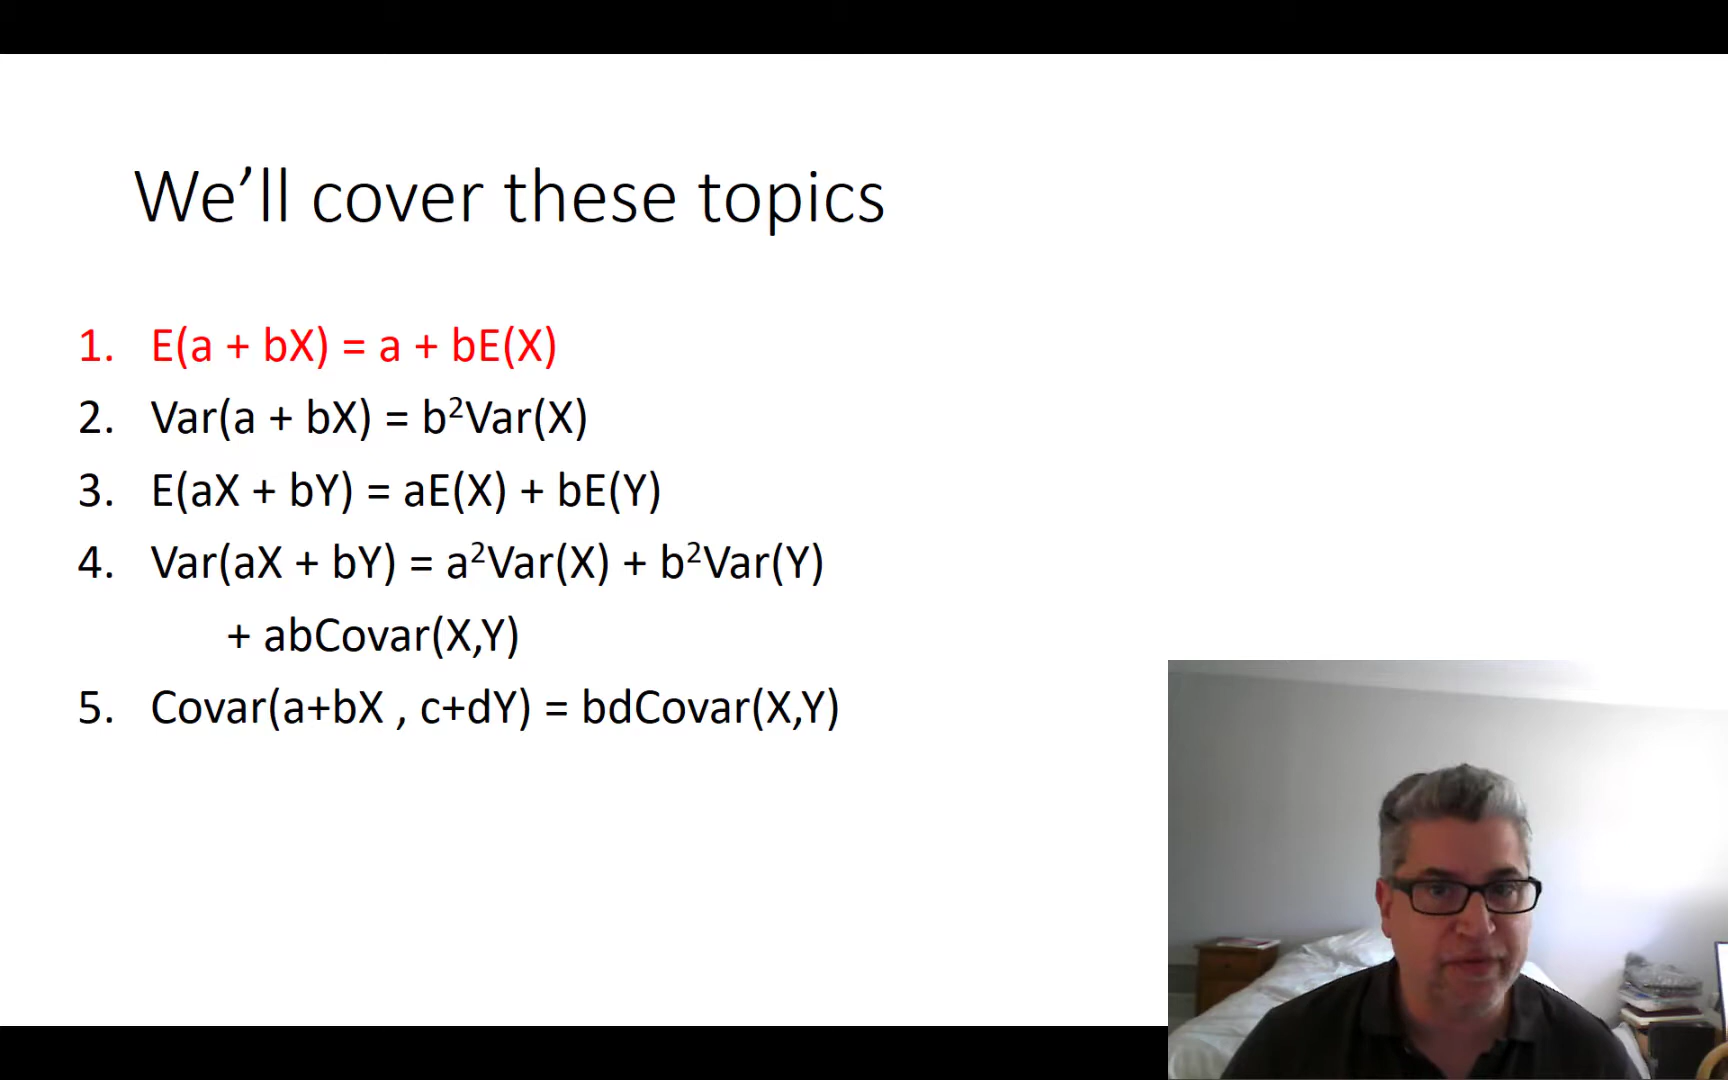 We’ll cover these topics
1. E(a + bX) = a + bE(X)
2. Var(a + bX) = b²Var(X)
3. E(aX + bY) = aE(X) + bE(Y)
4. Var(aX + bY) = a²Var(X) + b²Var(Y)
+ abCovar(X,Y)
5. Covar(a+bX , c+dY) = bdCovar(X,Y)